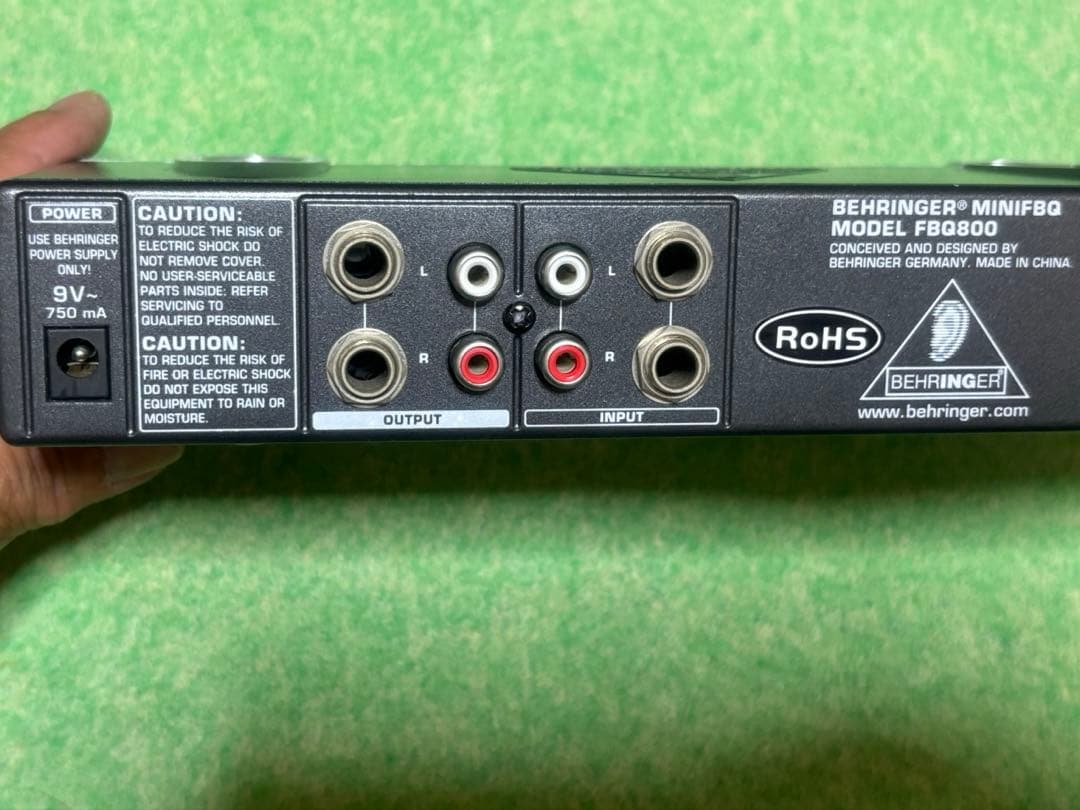 POWER
USE BEHRINGER
POWER SUPPLY
ONLY!
9V~
750 mA
CAUTION:
TO REDUCE THE RISK OF
ELECTRIC SHOCK DO
NOT REMOVE COVER.
NO USER-SERVICEABLE
PARTS INSIDE: REFER
SERVICING TO
QUALIFIED PERSONNEL.
CAUTION:
TO REDUCE THE RISK OF
FIRE OR ELECTRIC SHOCK
DO NOT EXPOSE THIS
EQUIPMENT TO RAIN OR
MOISTURE.
L
R
OUTPUT
L
R
INPUT
BEHRINGER® MINIFBQ
MODEL FBQ800
CONCEIVED AND DESIGNED BY
BEHRINGER GERMANY. MADE IN CHINA.
RoHS
BEHRINGER
www.behringer.com